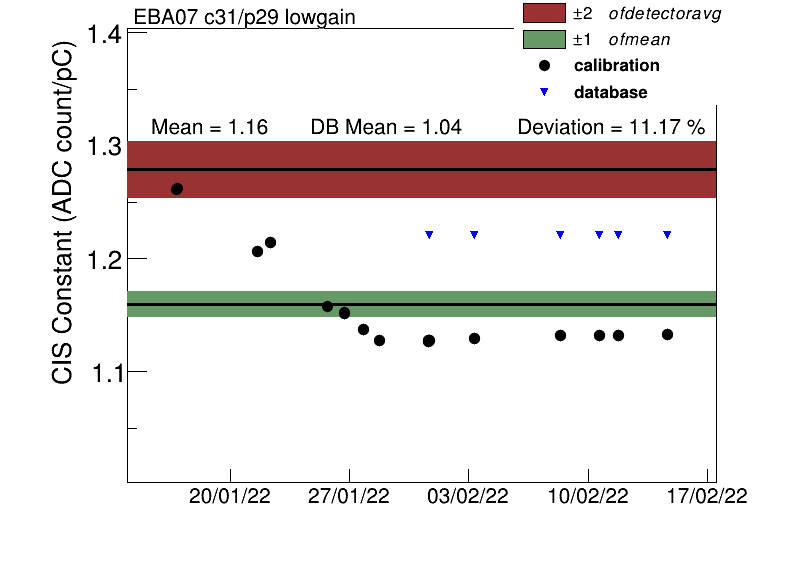 EBA07 c31/p29 lowgain
±2 ofdetectoravg
±1 ofmean
calibration
database
Mean = 1.16 DB Mean = 1.04 Deviation = 11.17 %
CIS Constant (ADC count/pC)
1.4
1.3
1.2
1.1
20/01/22 27/01/22 03/02/22 10/02/22 17/02/22